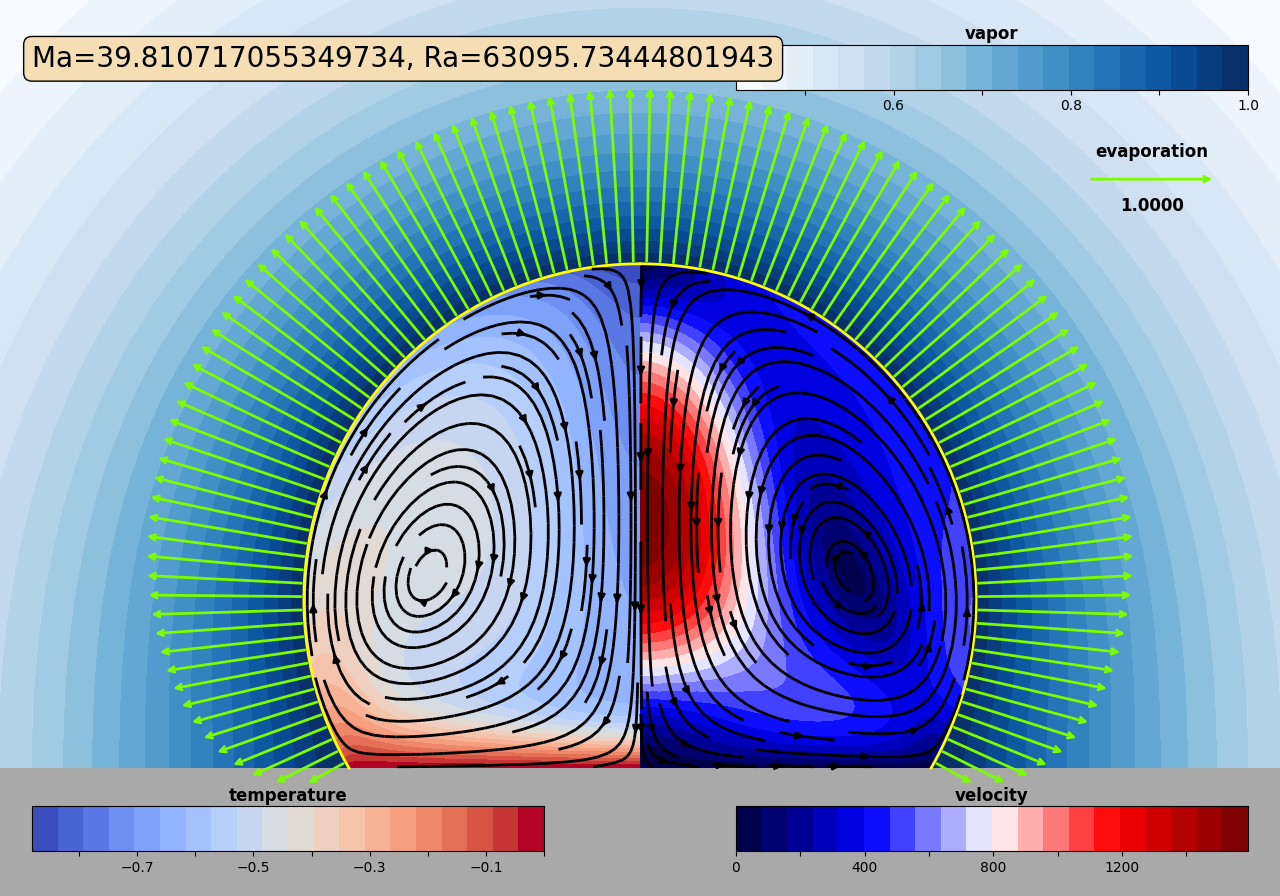 Ma=39.810717055349734, Ra=63095.73444801943
vapor
0.6 0.8 1.0
evaporation
1.0000
temperature
−0.7 −0.5 −0.3 −0.1
velocity
0 400 800 1200